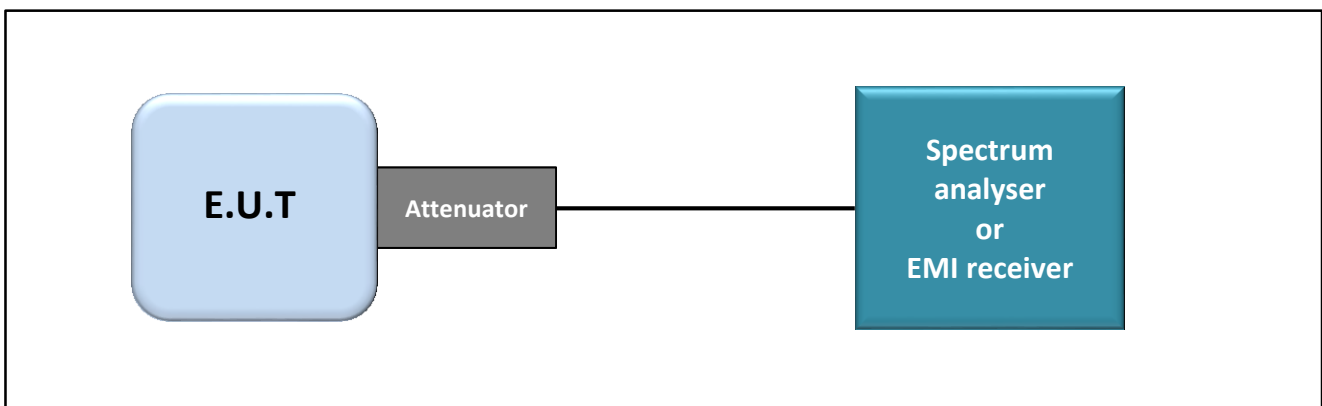 E.U.T
Attenuator
Spectrum
analyser
or
EMI receiver